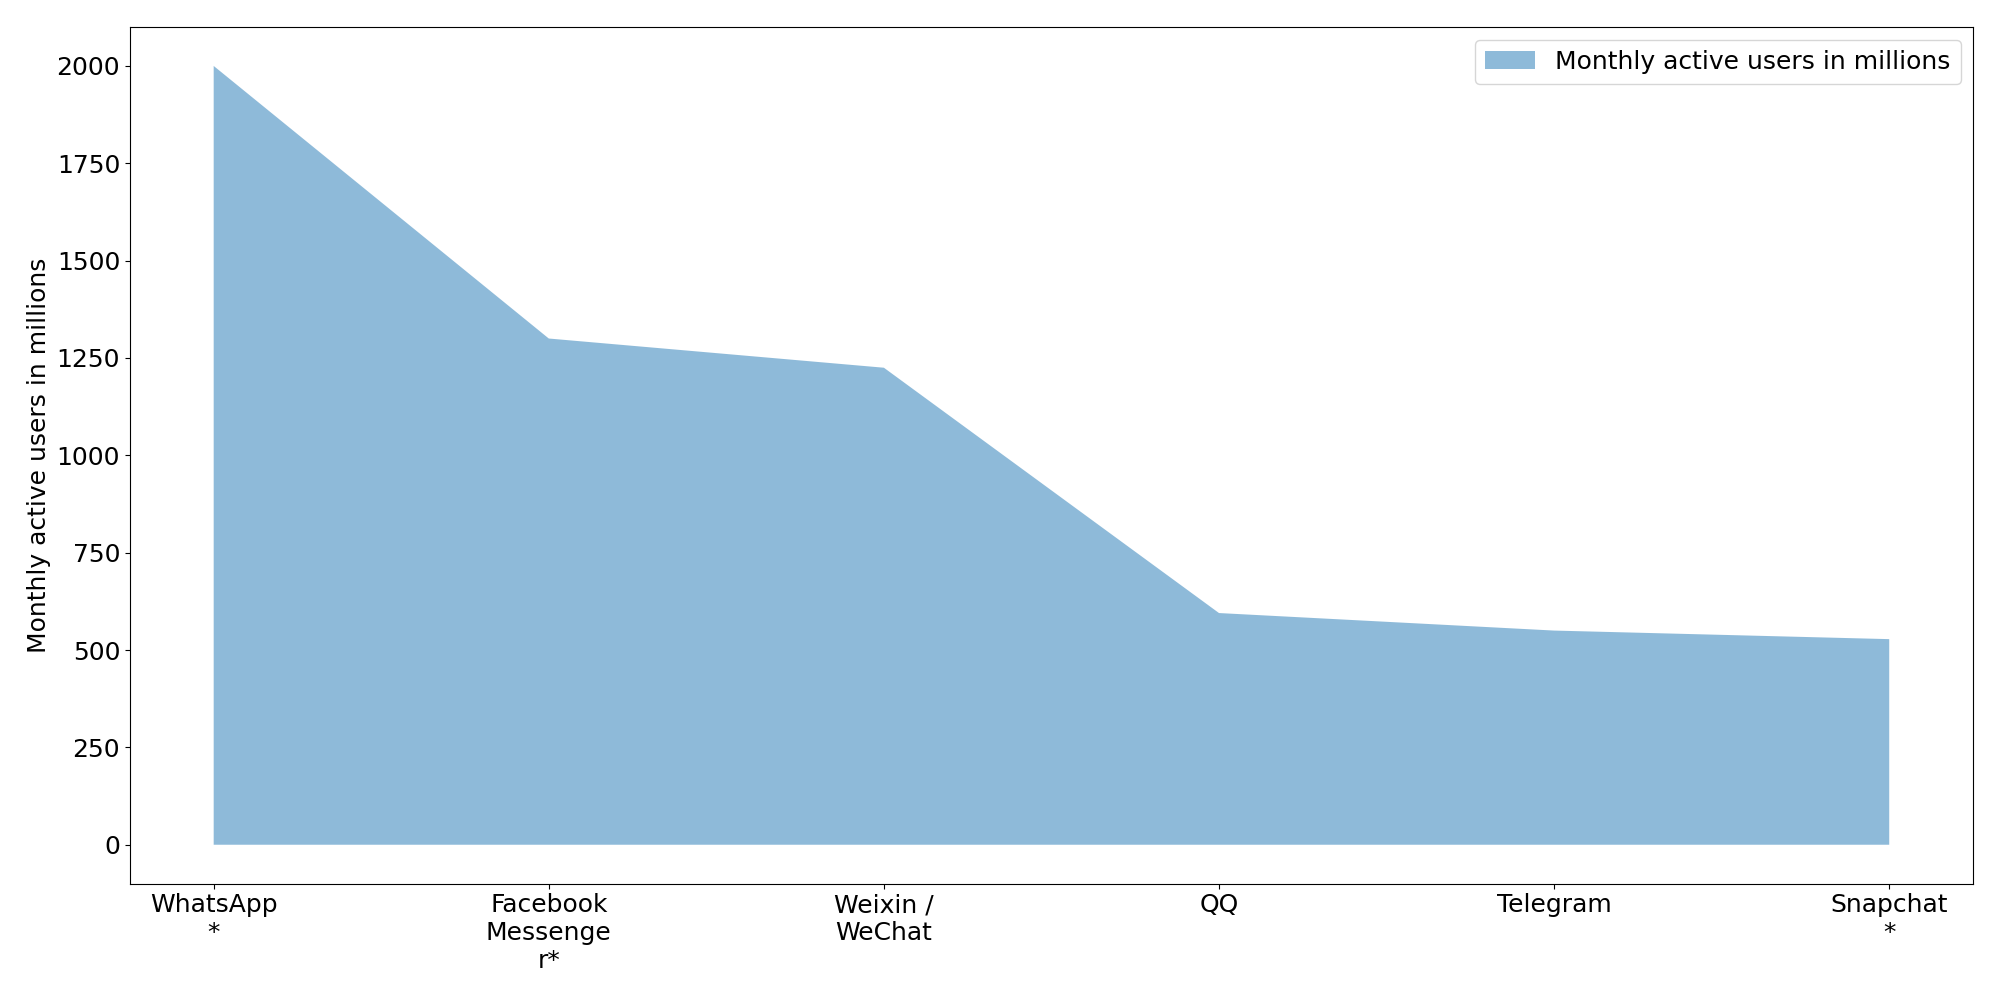 Monthly active users in millions
Monthly active users in millions
2000
1750
1500
1250
1000
750
500
250
0
WhatsApp
*
Facebook
Messenge
r*
Weixin /
WeChat
QQ
Telegram
Snapchat
*